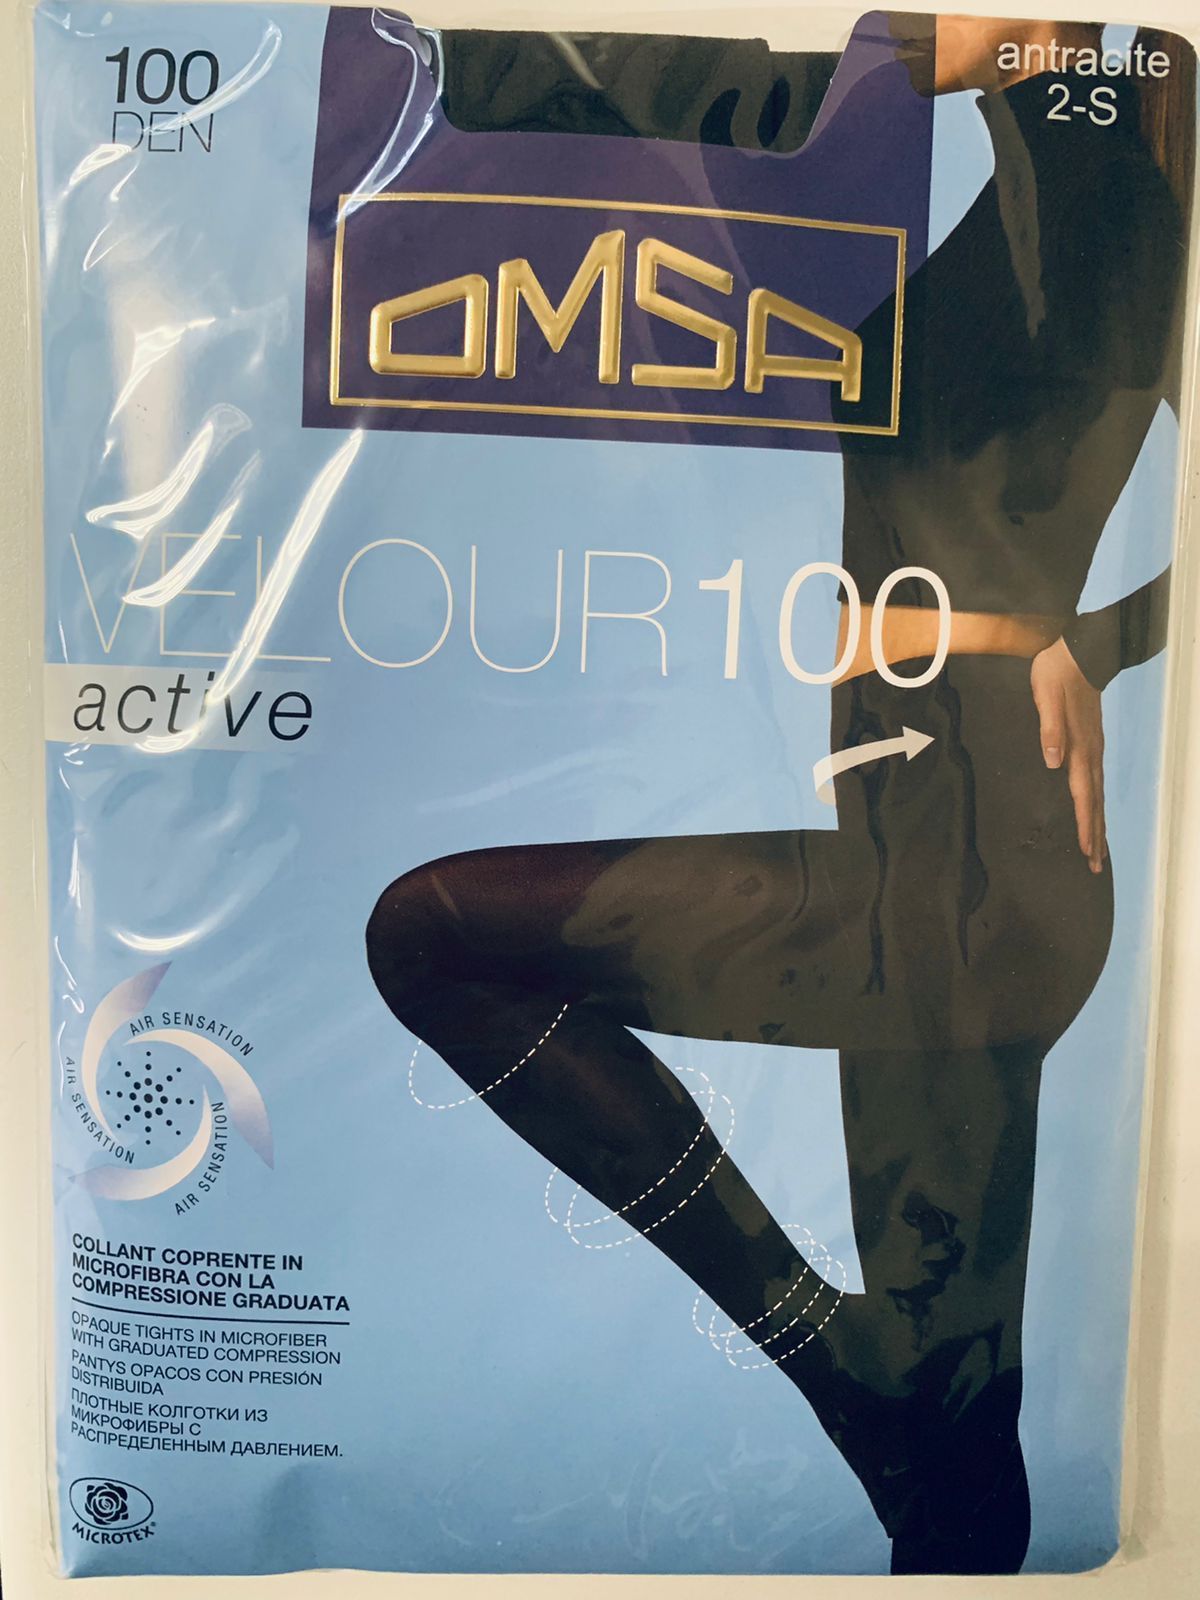 100
DEN
antracite
2-S
OMSA
VELOUR 100
active
AIR SENSATION
AIR SENSATION
AIR SENSATION
COLLANT COPRENTE IN
MICROFIBRA CON LA
COMPRESSIONE GRADUATA
OPAQUE TIGHTS IN MICROFIBER
WITH GRADUATED COMPRESSION
PANTYS OPACOS CON PRESIÓN
DISTRIBUIDA
ПЛОТНЫЕ КОЛГОТКИ ИЗ
МИКРОФИБРЫ С
РАСПРЕДЕЛЕННЫМ ДАВЛЕНИЕМ.
MICROTEX®